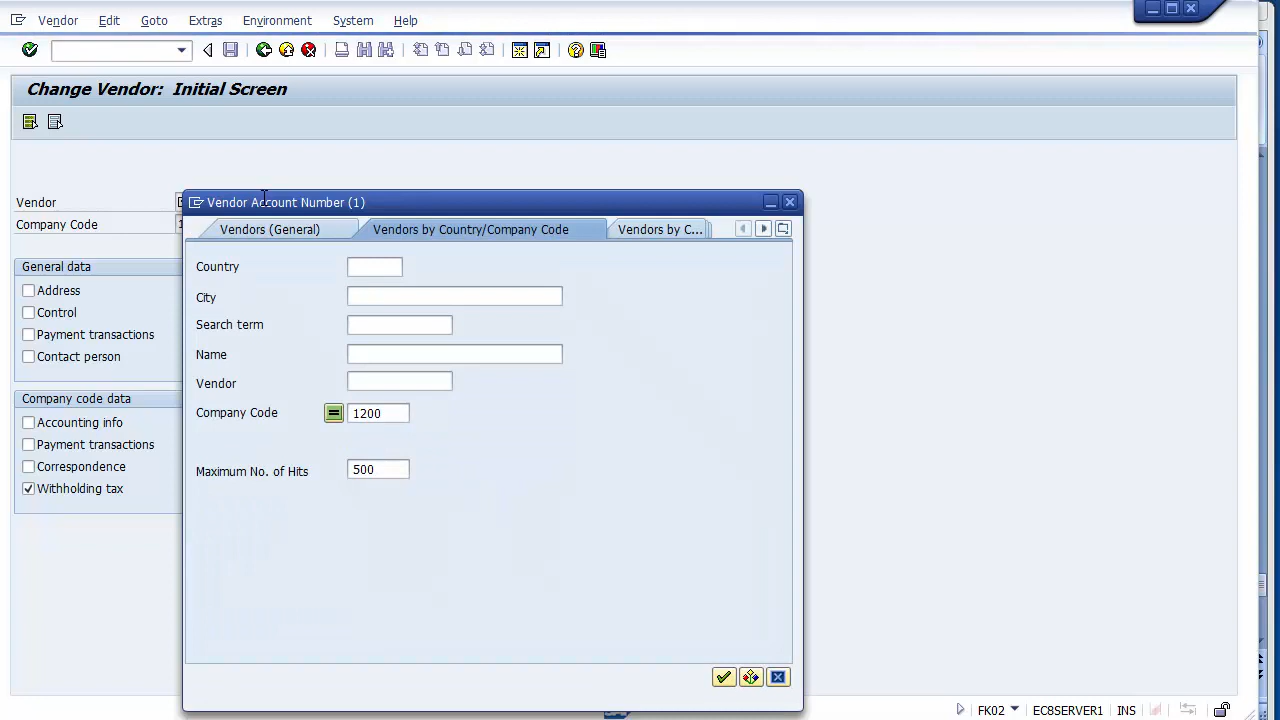 Vendor Edit Goto Extras Environment System Help
Change Vendor: Initial Screen
Vendor
Company Code
General data
Address
Control
Payment transactions
Contact person
Company code data
Accounting info
Payment transactions
Correspondence
Withholding tax
Vendor Account Number (1)
Vendors (General) Vendors by Country/Company Code Vendors by C...
Country
City
Search term
Name
Vendor
Company Code = 1200
Maximum No. of Hits 500
FK02 ECBSERVER1 INS